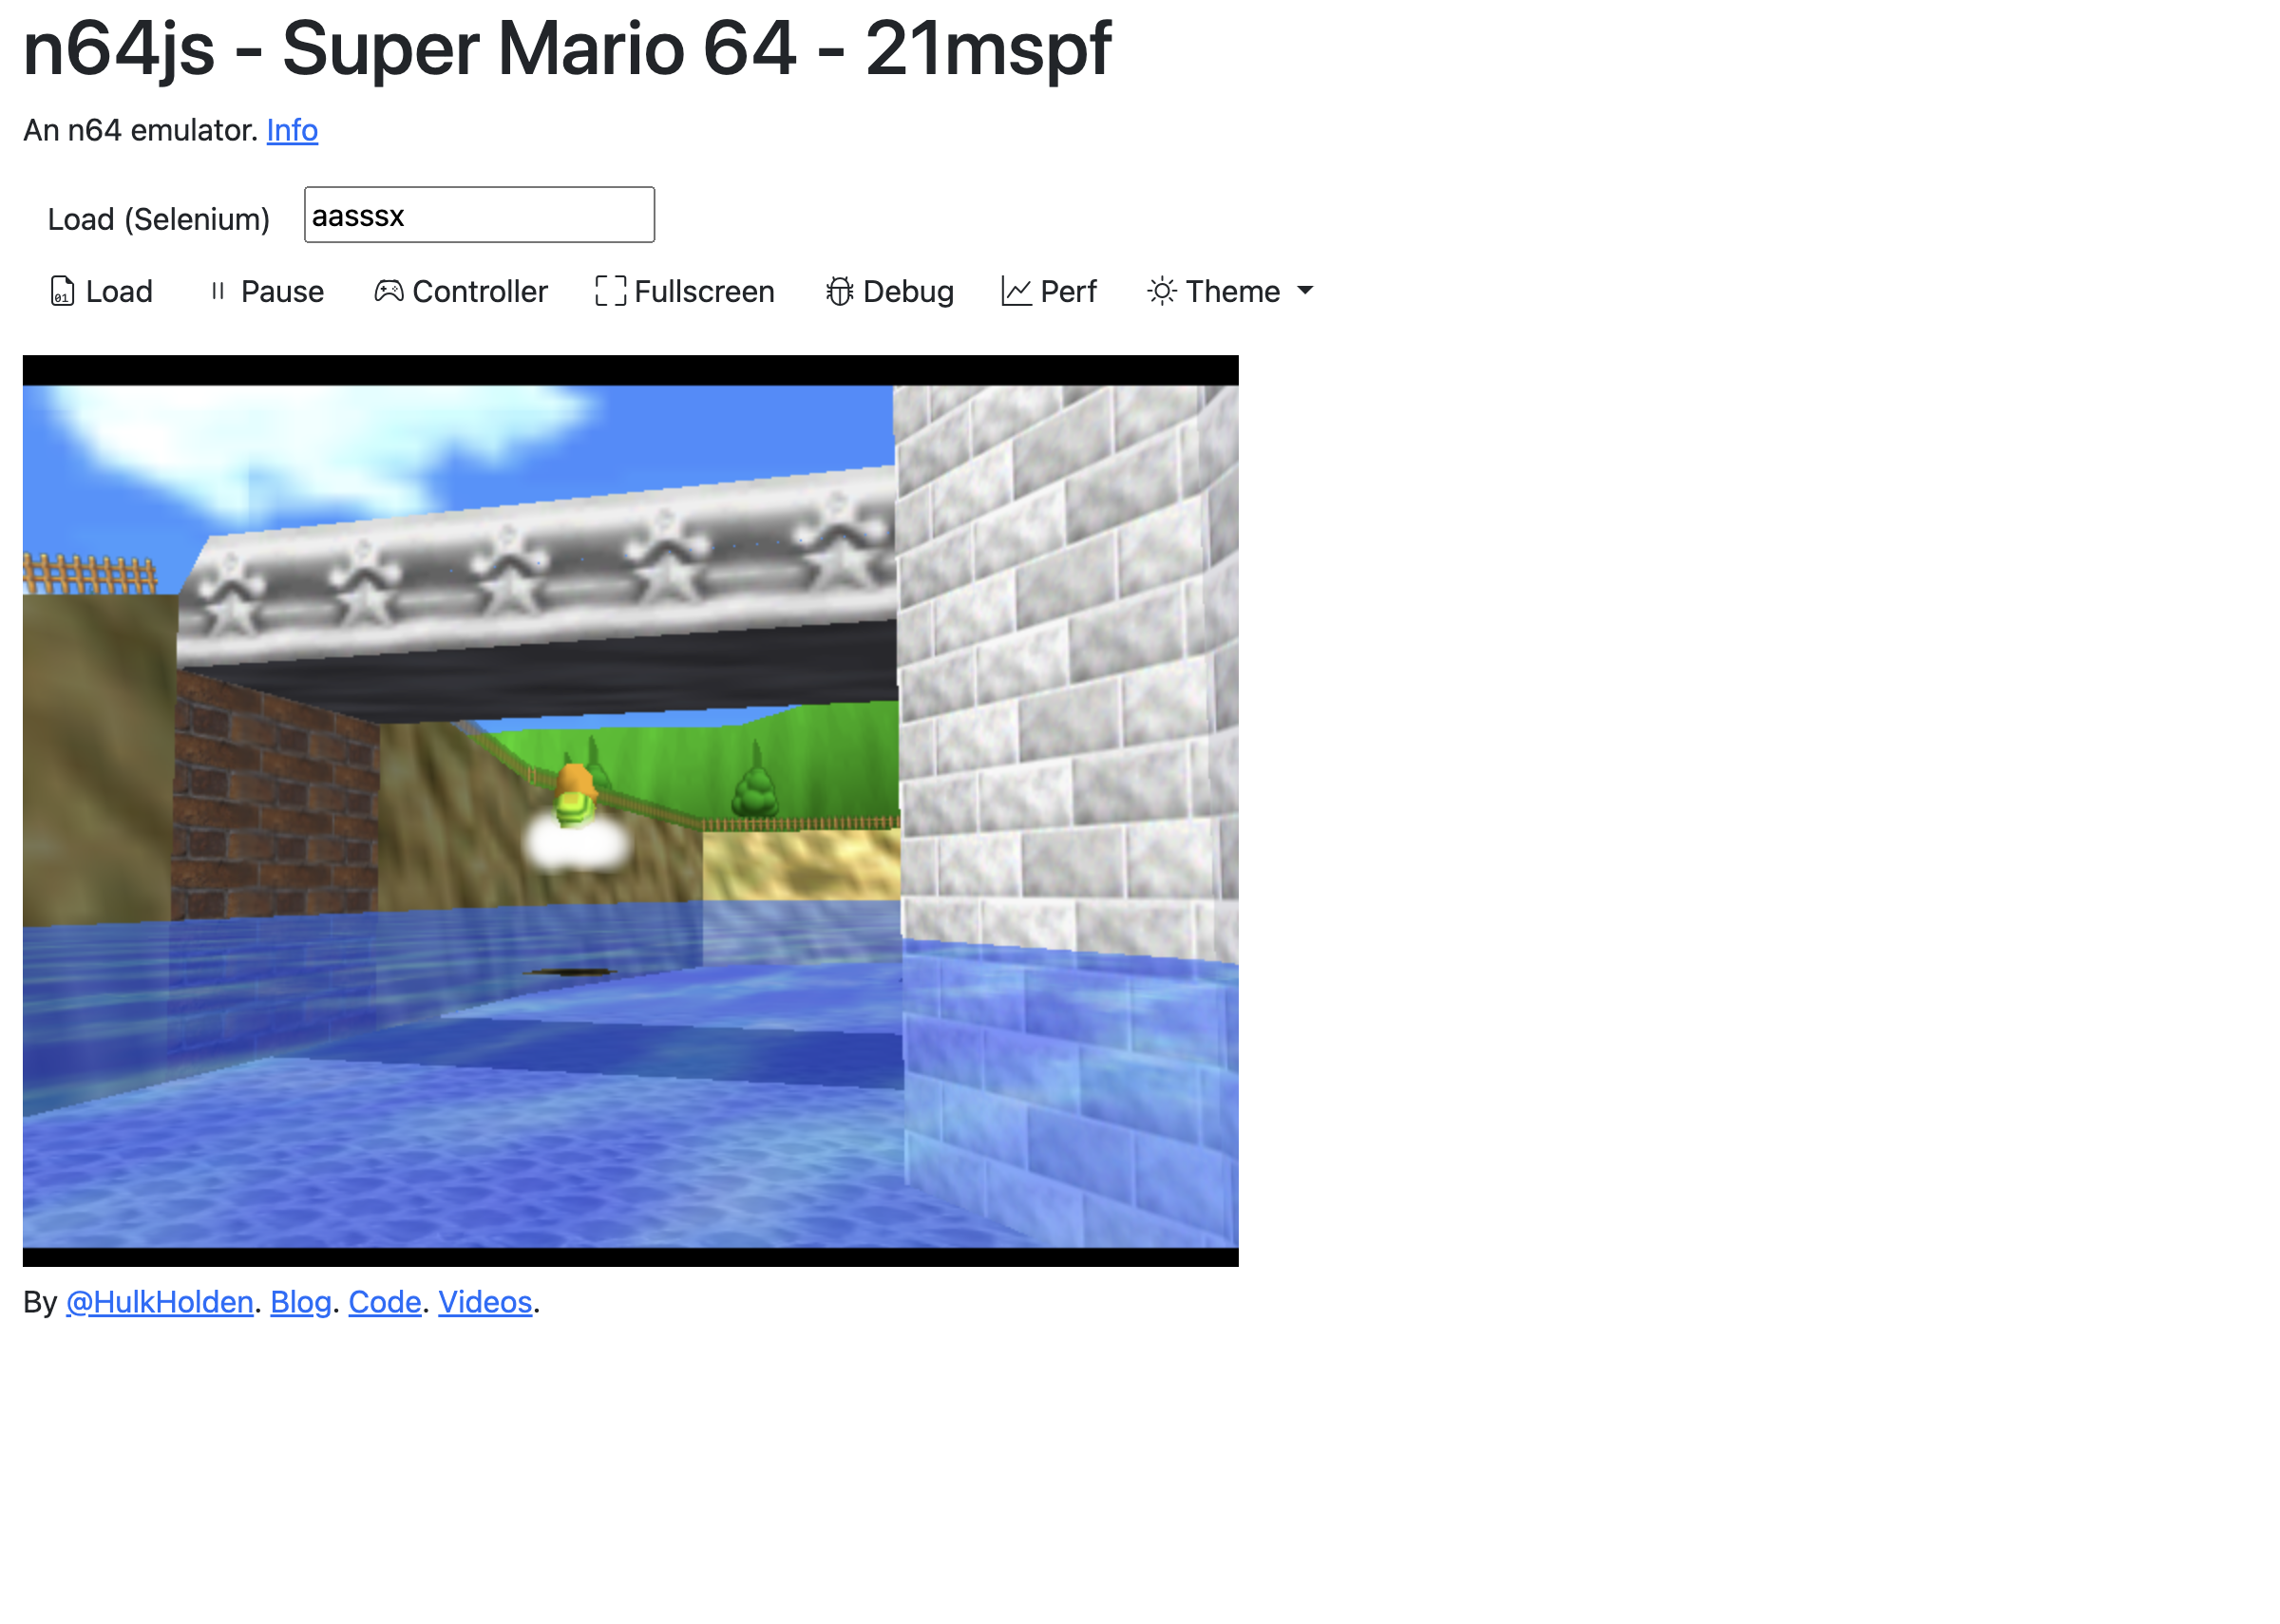 n64js - Super Mario 64 - 21mspf
An n64 emulator. Info
Load (Selenium) aasssx
01 Load Pause Controller Fullscreen Debug Perf Theme
By @HulkHolden. Blog. Code. Videos.